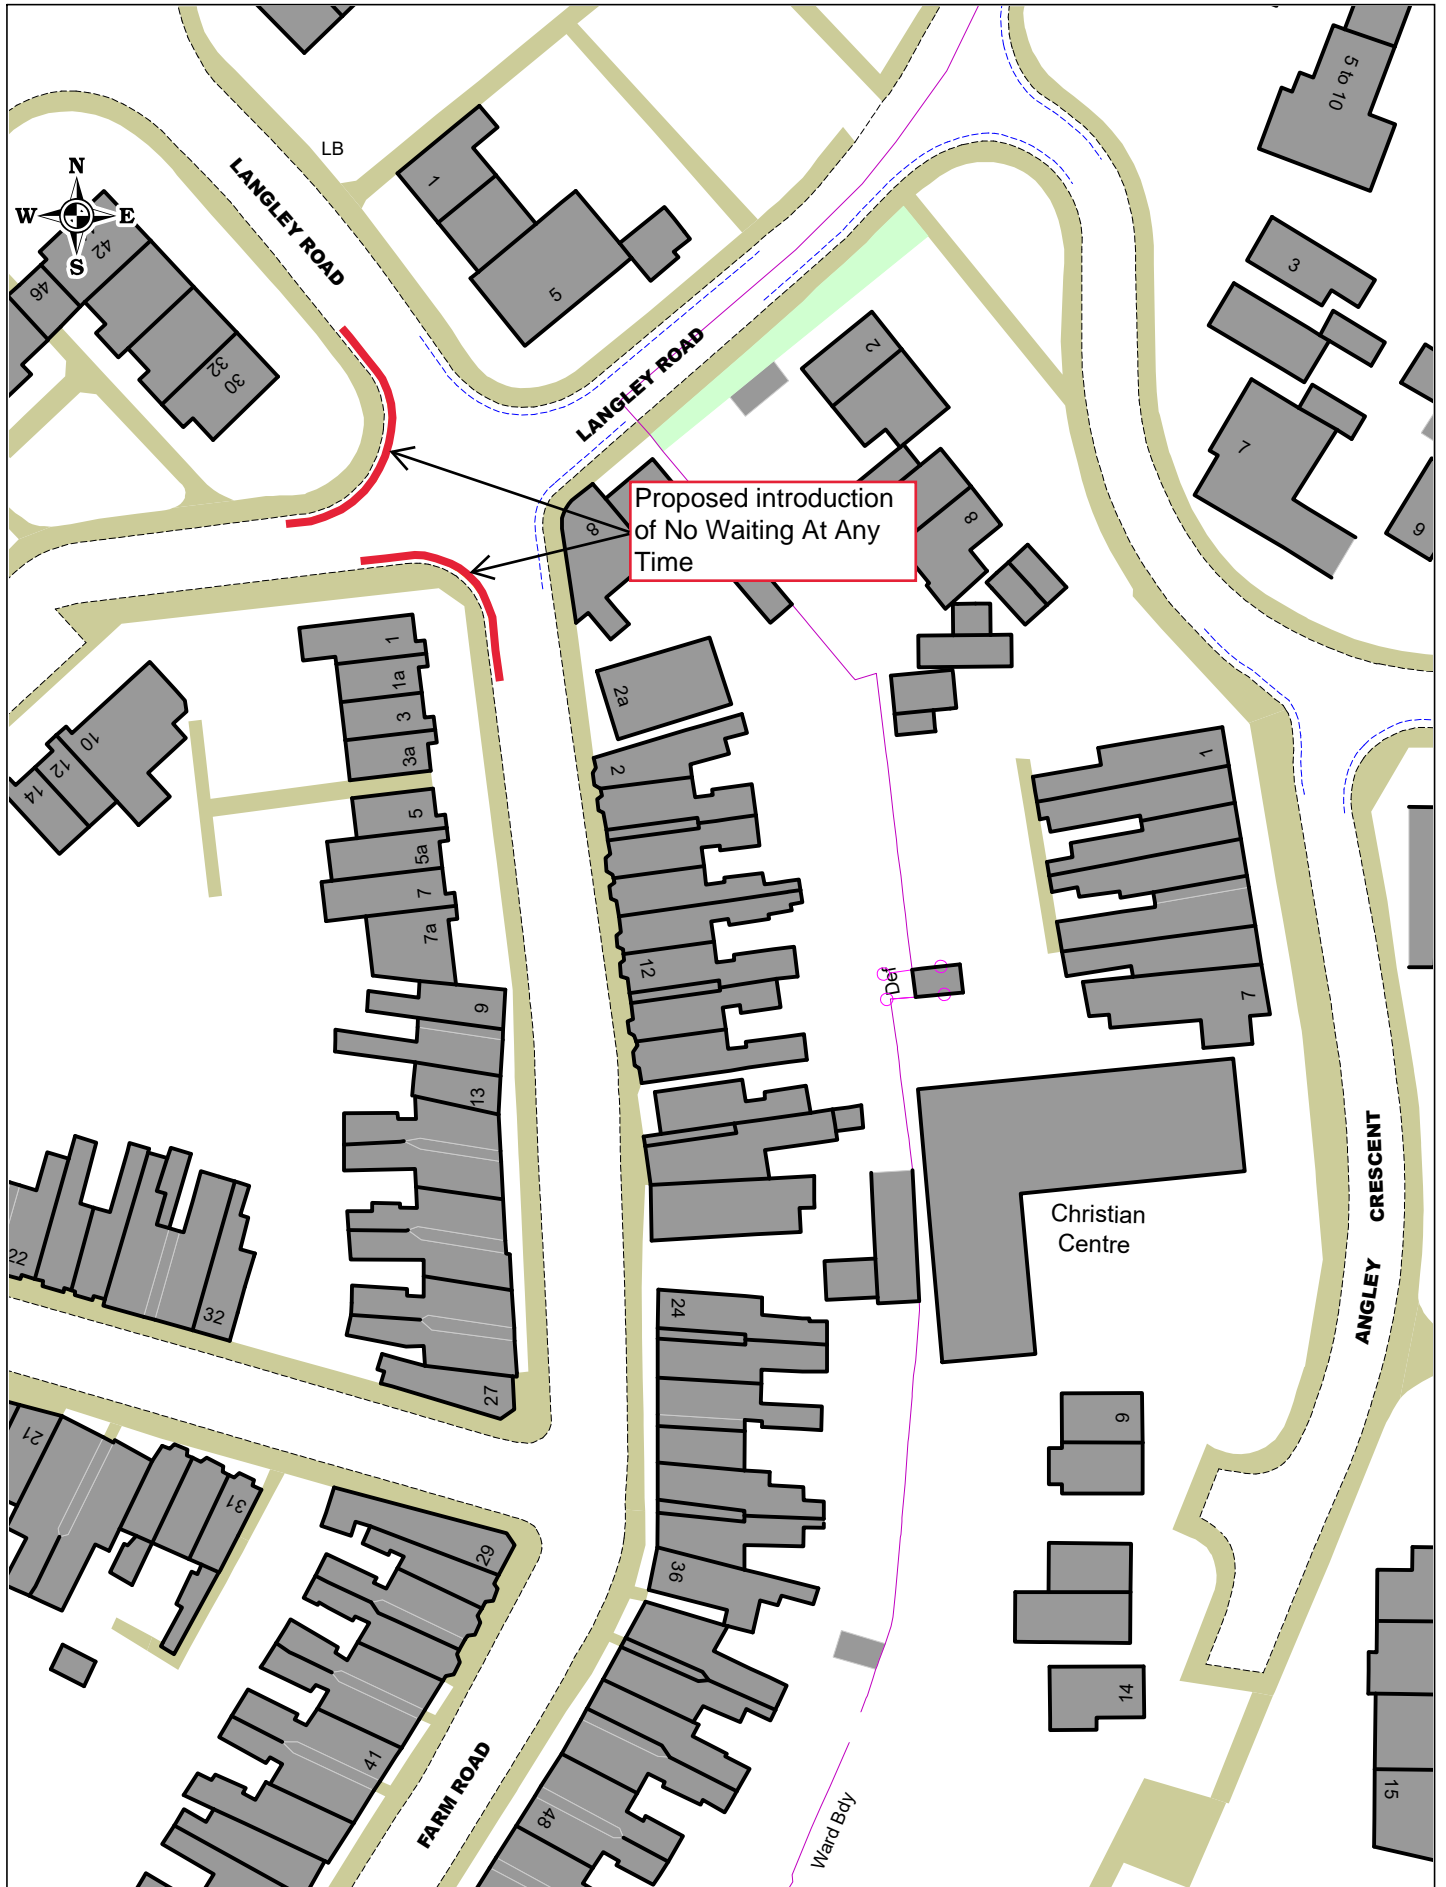 5 to 10
LB
LANGLEY ROAD
N
W
E
S
1
42
46
5
3
LANGLEY ROAD
2
32
30
7
Proposed introduction
of No Waiting At Any
Time
8
8
9
1
1a
2a
3
3a
10
12
14
2
1
5
5a
7
7a
12
Def
9
7
13
ANGLEY CRESCENT
Christian
Centre
22
32
24
27
9
21
31
29
36
14
41
FARM ROAD
48
15
Ward Bdy